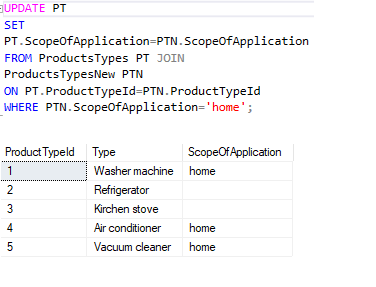 UPDATE PT
SET
PT.ScopeOfApplication=PTN.ScopeOfApplication
FROM ProductsTypes PT JOIN
ProductsTypesNew PTN
ON PT.ProductTypeId=PTN.ProductTypeId
WHERE PTN.ScopeOfApplication='home';
ProductTypeId Type ScopeOfApplication
1 Washer machine home
2 Refrigerator
3 Kirchen stove
4 Air conditioner home
5 Vacuum cleaner home